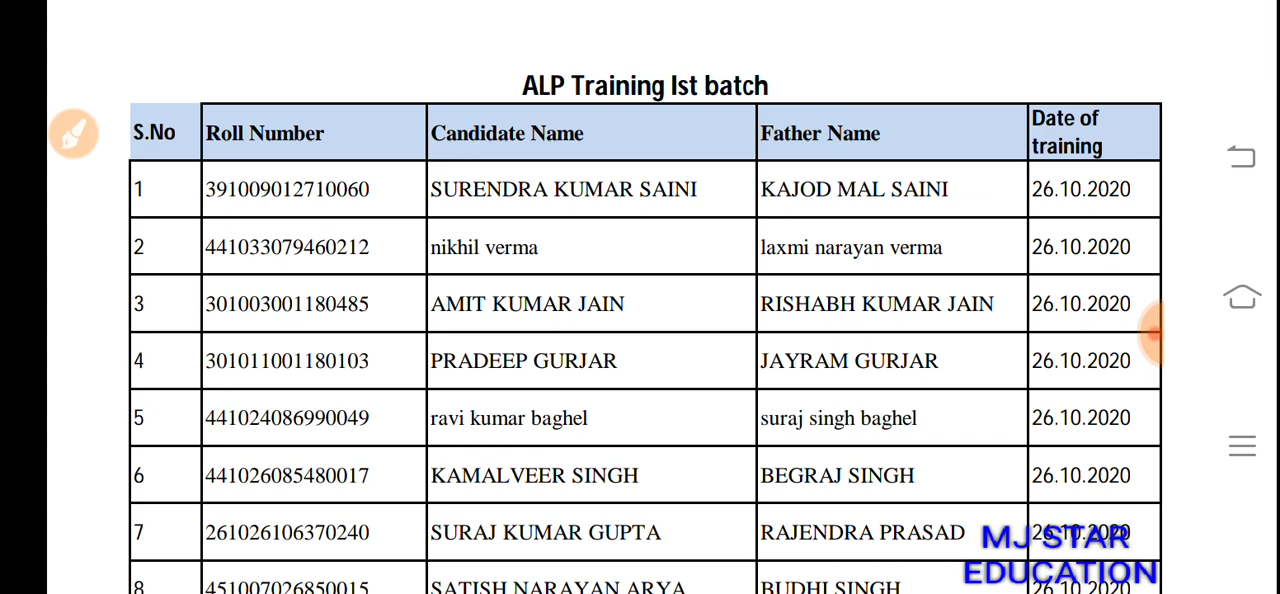 ALP Training Ist batch
S.No Roll Number Candidate Name Father Name Date of training
1 391009012710060 SURENDRA KUMAR SAINI KAJOD MAL SAINI 26.10.2020
2 441033079460212 nikhil verma laxmi narayan verma 26.10.2020
3 301003001180485 AMIT KUMAR JAIN RISHABH KUMAR JAIN 26.10.2020
4 301011001180103 PRADEEP GURJAR JAYRAM GURJAR 26.10.2020
5 441024086990049 ravi kumar baghel suraj singh baghel 26.10.2020
6 441026085480017 KAMALVEER SINGH BEGRAJ SINGH 26.10.2020
7 261026106370240 SURAJ KUMAR GUPTA RAJENDRA PRASAD 26.10.2020
8 451007026850015 SATISH NARAYAN ARYA BUDHI SINGH 26.10.2020
MJ STAR
EDUCATION